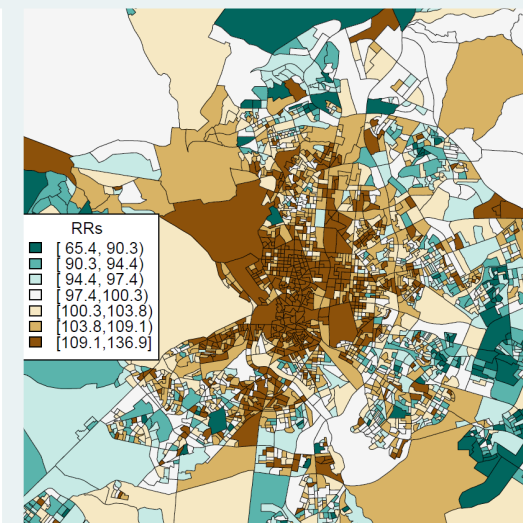 RRs
[ 65.4, 90.3)
[ 90.3, 94.4)
[ 94.4, 97.4)
[ 97.4,100.3)
[100.3,103.8)
[103.8,109.1)
[109.1,136.9]